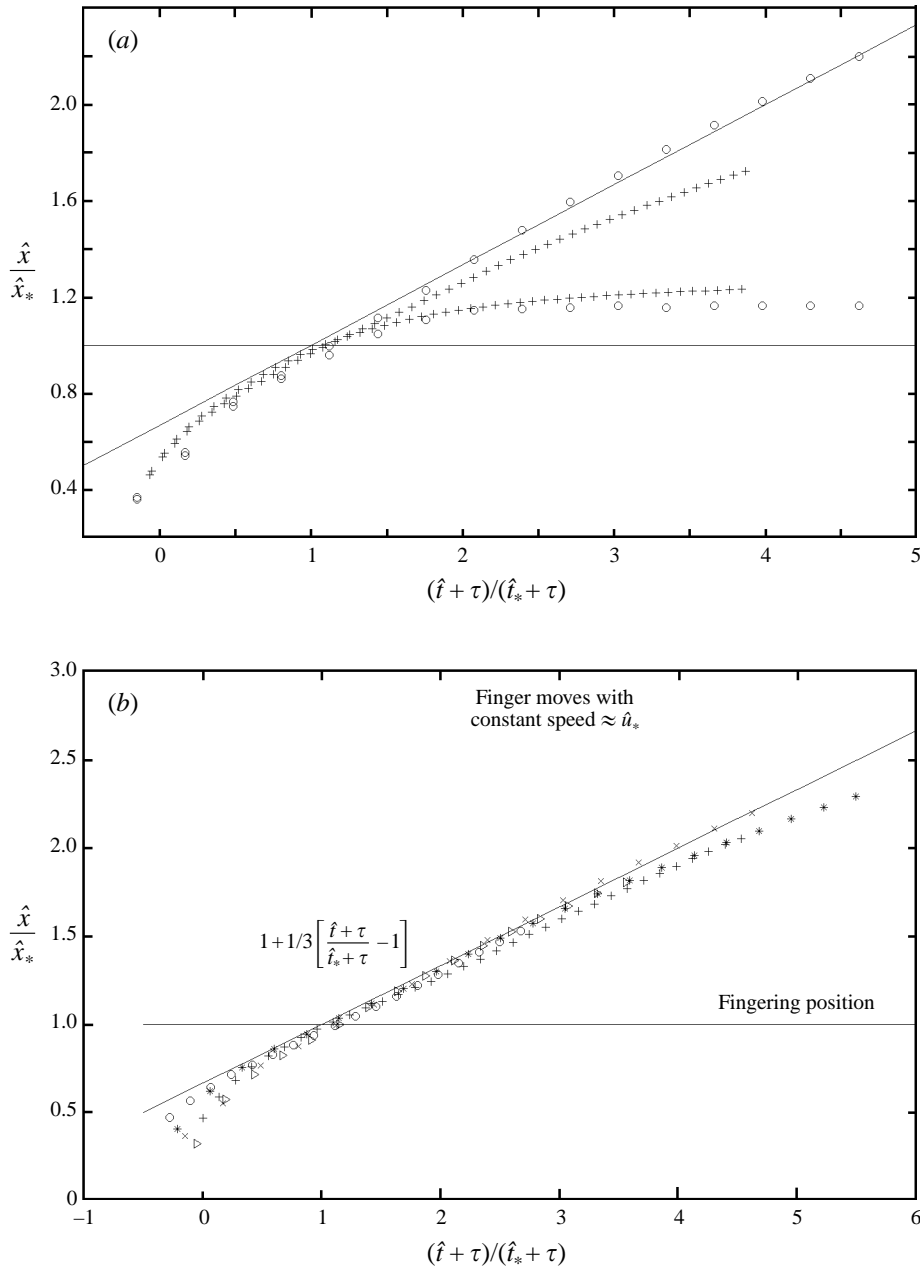 (a)
2.0
1.6
1.2
0.8
0.4
x̂/x̂*
0 1 2 3 4 5
(t̂ + τ)/(t̂* + τ)
(b)
3.0
2.5
2.0
1.5
1.0
0.5
0
x̂/x̂*
Finger moves with
constant speed ≈ û*
1 + 1/3 [ (t̂ + τ)/(t̂* + τ) − 1 ]
Fingering position
−1 0 1 2 3 4 5 6
(t̂ + τ)/(t̂* + τ)